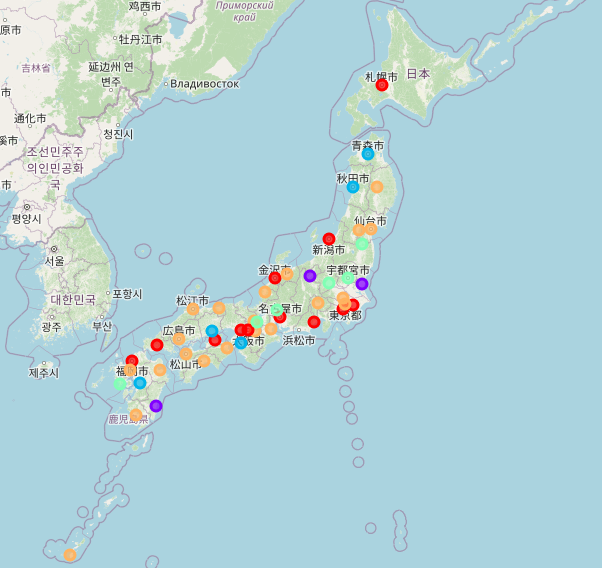 鸡西市
Приморский
край
牡丹江市
吉林省
延边州 연
변주
Владивосток
通化市
청진시
조선민주주
의인민공화
국
평양시
서울
대한민국
포항시
광주
부산
제주시
札幌市
日本
青森市
秋田市
仙台市
新潟市
金沢市
宇都宮市
松江市
名古屋市
東京都
広島市
大阪市
浜松市
松山市
福岡市
鹿児島県